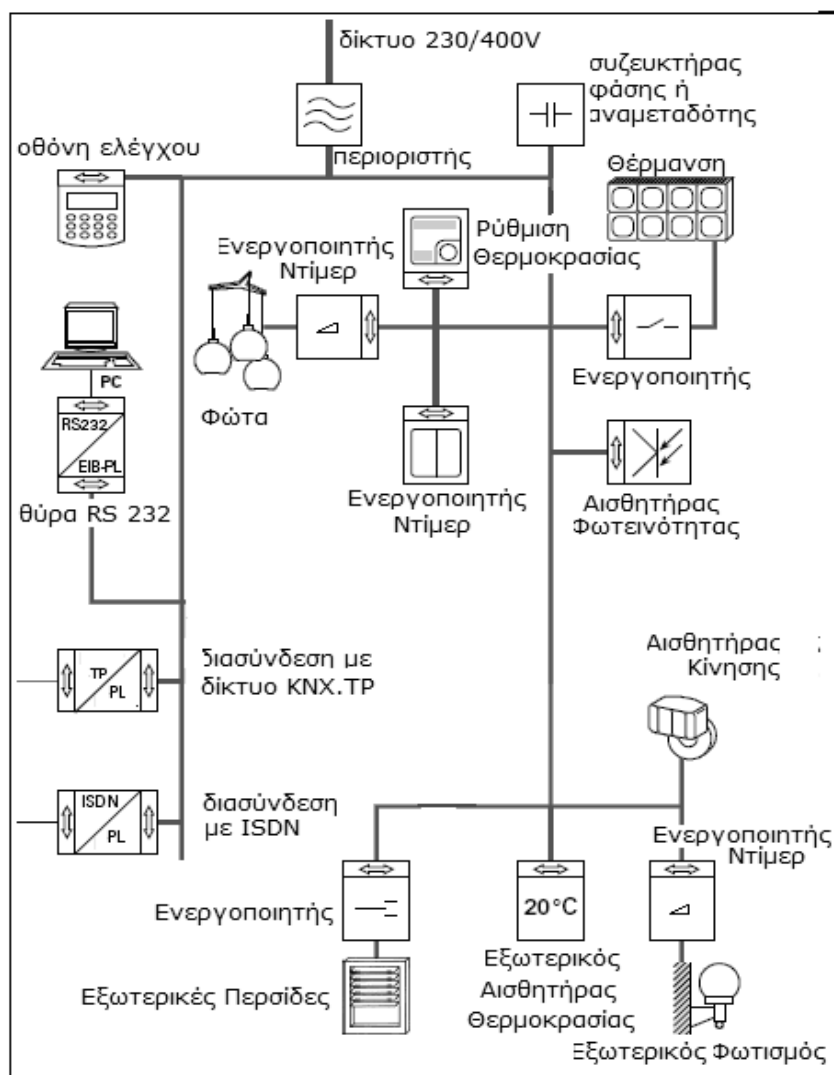 δίκτυο 230/400V
συζευκτήρας
φάσης ή
αναμεταδότης
περιοριστής
οθόνη ελέγχου
Θέρμανση
Ρύθμιση
Θερμοκρασίας
Ενεργοποιητής
Ντίμερ
Φώτα
Ενεργοποιητής
PC
RS232
EIB-PL
θύρα RS 232
Ενεργοποιητής
Ντίμερ
Αισθητήρας
Φωτεινότητας
Αισθητήρας
Κίνησης
TP
PL
διασύνδεση με
δίκτυο KNX.TP
ISDN
PL
διασύνδεση
με ISDN
Ενεργοποιητής
Ντίμερ
Ενεργοποιητής
20°C
Εξωτερικές Περσίδες
Εξωτερικός
Αισθητήρας
Θερμοκρασίας
Εξωτερικός Φωτισμός